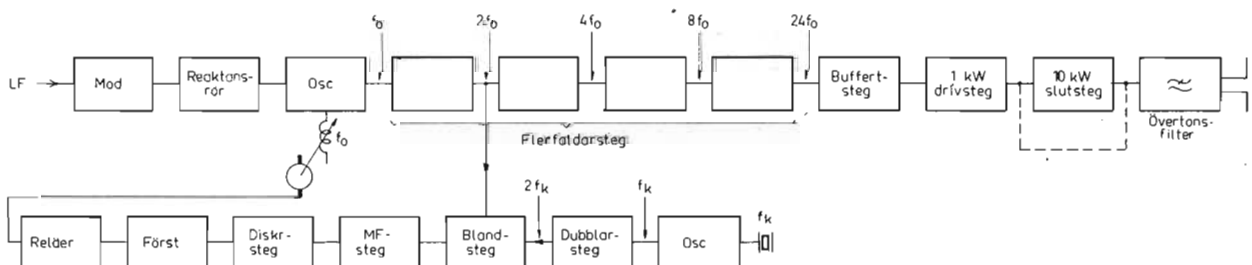 f₀
2f₀
4f₀
8f₀
24f₀
LF
Mod
Reaktans-
rör
Osc
Buffert-
steg
1 kW
drivsteg
10 kW
slutsteg
Övertons-
filter
f₀
Flerfaldarsteg
2fₖ
fₖ
fₖ
Reläer
Först
Diskr-
steg
MF-
steg
Bland-
steg
Dubblar-
steg
Osc